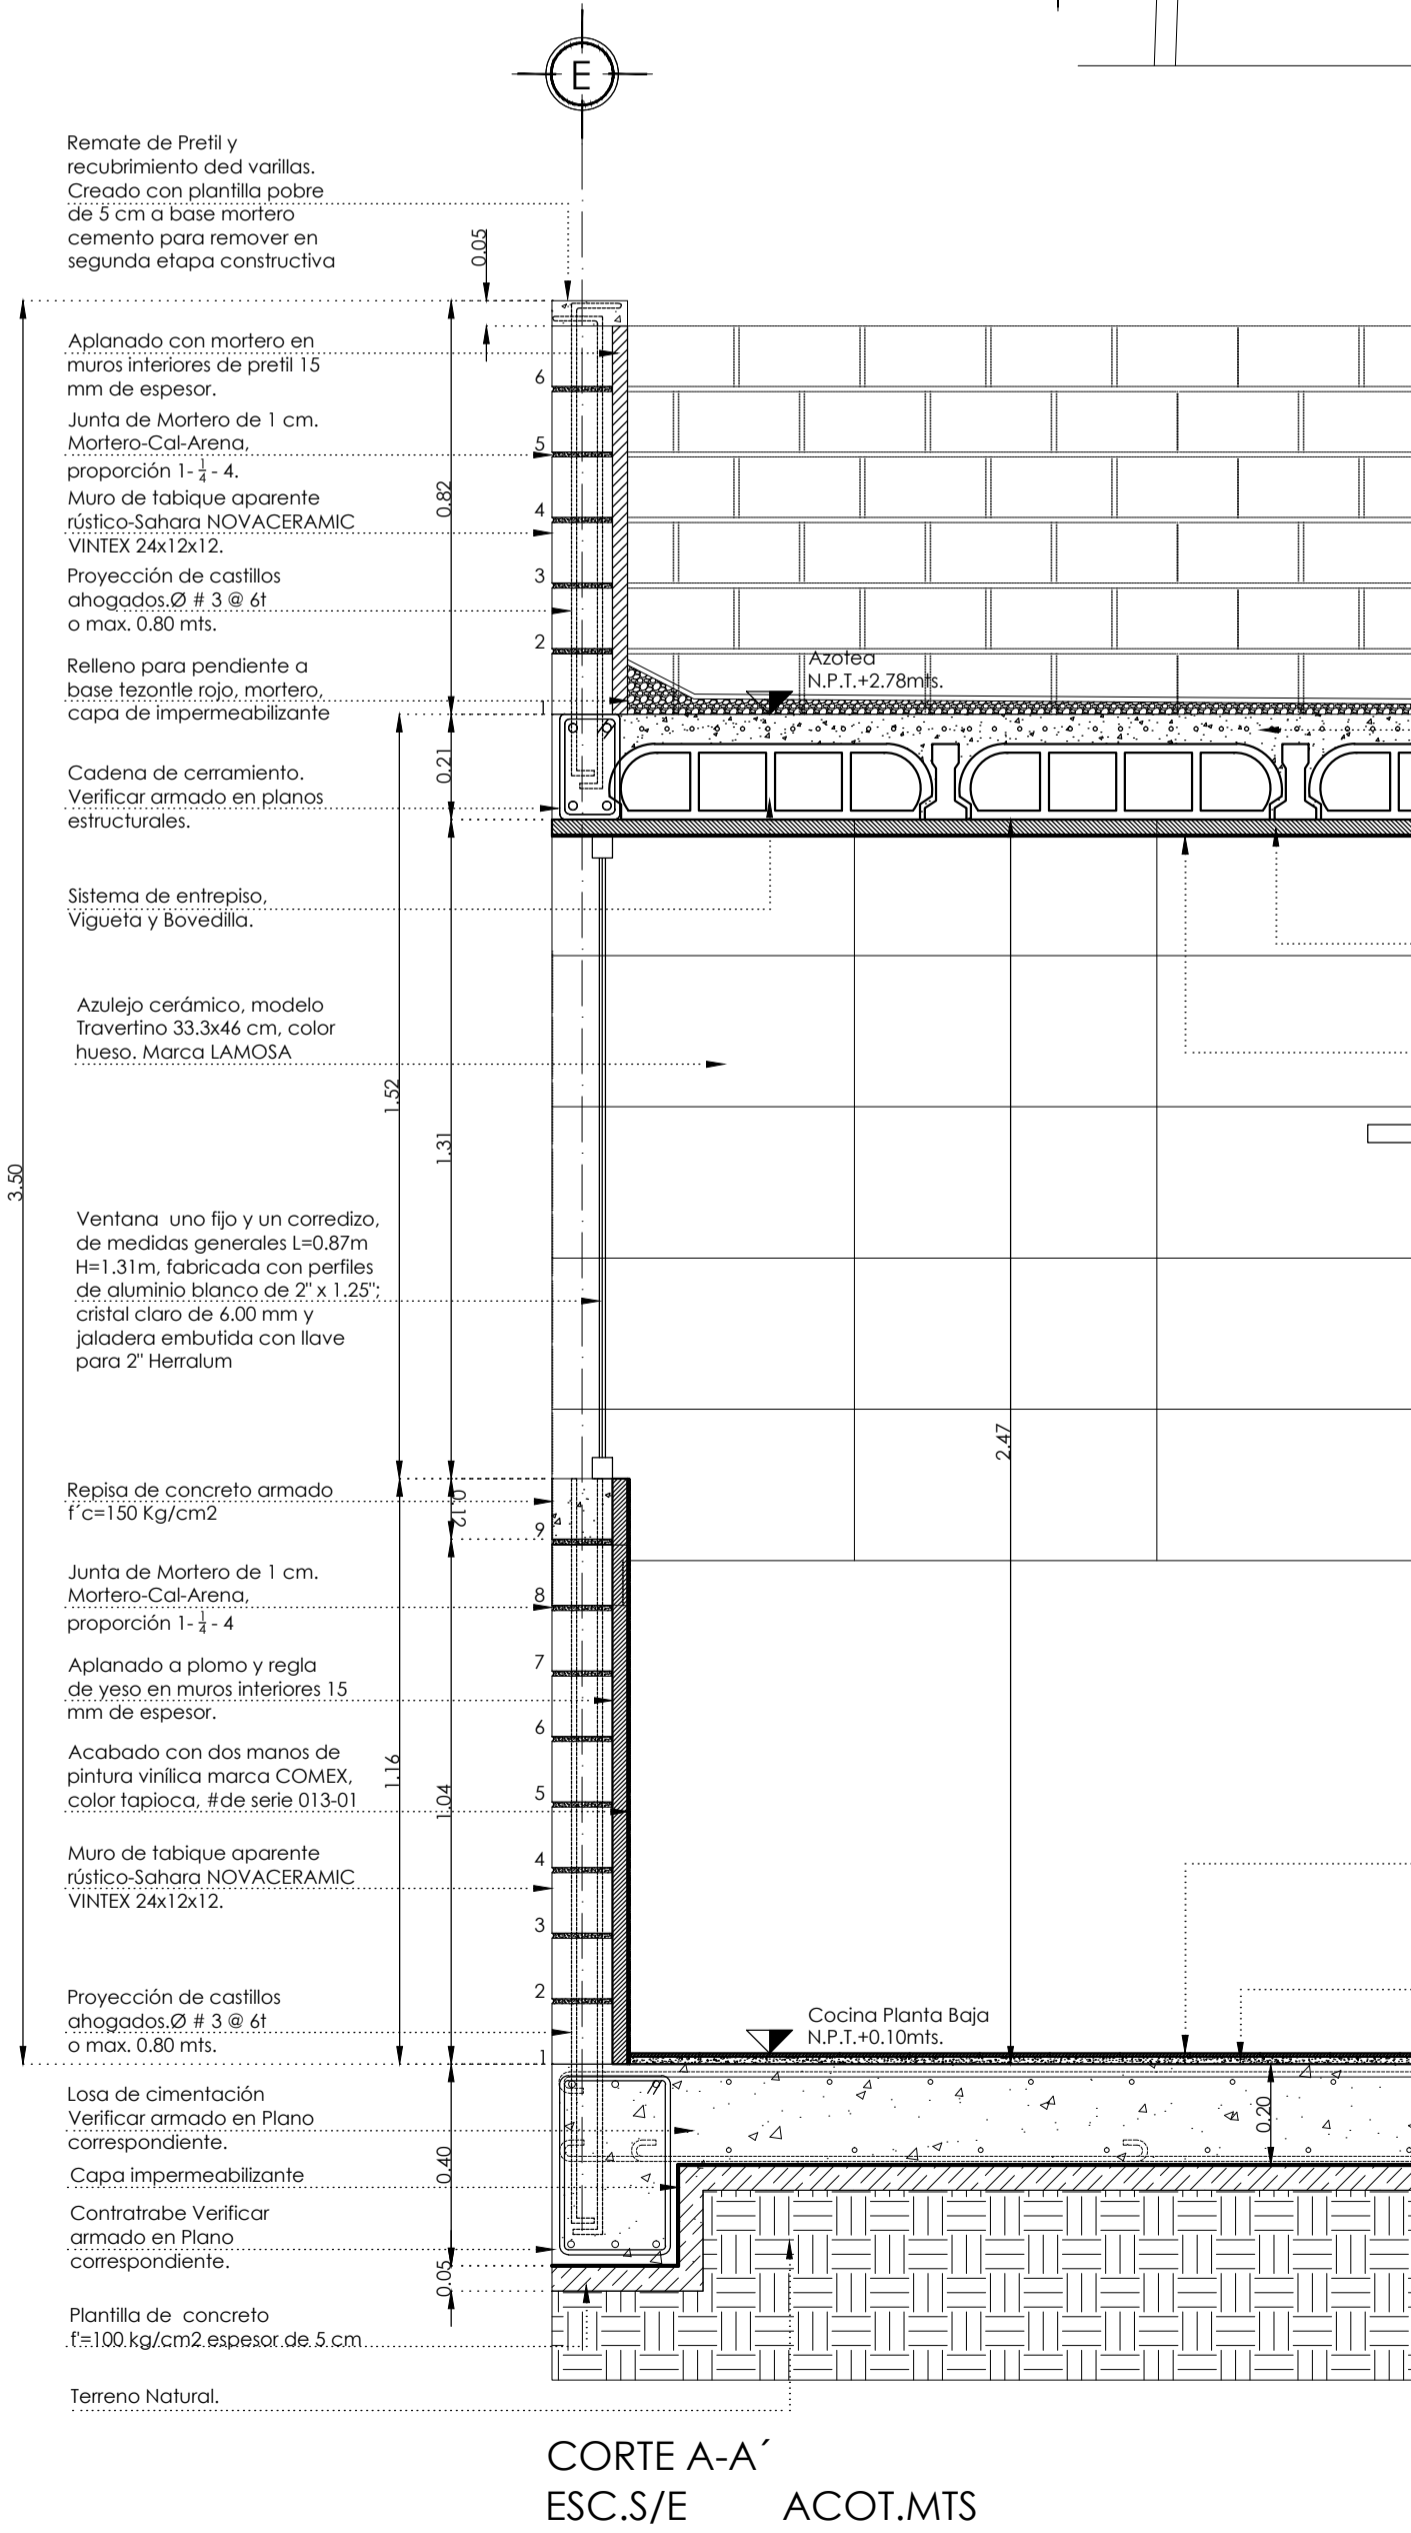 E
Remate de Pretil y
recubrimiento ded varillas.
Creado con plantilla pobre
de 5 cm a base mortero
cemento para remover en
segunda etapa constructiva
0.05
Aplanado con mortero en
muros interiores de pretil 15
mm de espesor.
6
Junta de Mortero de 1 cm.
Mortero-Cal-Arena,
proporción 1- 1/4 - 4.
5
0.82
Muro de tabique aparente
rústico-Sahara NOVACERAMIC
VINTEX 24x12x12.
4
Proyección de castillos
ahogados.Ø # 3 @ 6t
o max. 0.80 mts.
3
2
Relleno para pendiente a
base tezontle rojo, mortero,
capa de impermeabilizante
1
Azotea
N.P.T.+2.78mts.
0.21
Cadena de cerramiento.
Verificar armado en planos
estructurales.
Sistema de entrepiso,
Vigueta y Bovedilla.
Azulejo cerámico, modelo
Travertino 33.3x46 cm, color
hueso. Marca LAMOSA
1.52
1.31
3.50
Ventana uno fijo y un corredizo,
de medidas generales L=0.87m
H=1.31m, fabricada con perfiles
de aluminio blanco de 2" x 1.25";
cristal claro de 6.00 mm y
jaladera embutida con llave
para 2" Herralum
2.47
Repisa de concreto armado
f´c=150 Kg/cm2
0.12
9
Junta de Mortero de 1 cm.
Mortero-Cal-Arena,
proporción 1- 1/4 - 4
8
Aplanado a plomo y regla
de yeso en muros interiores 15
mm de espesor.
7
6
Acabado con dos manos de
pintura vinílica marca COMEX,
color tapioca, #de serie 013-01
1.16
1.04
5
Muro de tabique aparente
rústico-Sahara NOVACERAMIC
VINTEX 24x12x12.
4
3
Proyección de castillos
ahogados.Ø # 3 @ 6t
o max. 0.80 mts.
2
1
Cocina Planta Baja
N.P.T.+0.10mts.
Losa de cimentación
Verificar armado en Plano
correspondiente.
0.20
0.40
Capa impermeabilizante
Contratrabe Verificar
armado en Plano
correspondiente.
0.05
Plantilla de concreto
f'=100 kg/cm2 espesor de 5 cm
Terreno Natural.
CORTE A-A´
ESC.S/E ACOT.MTS